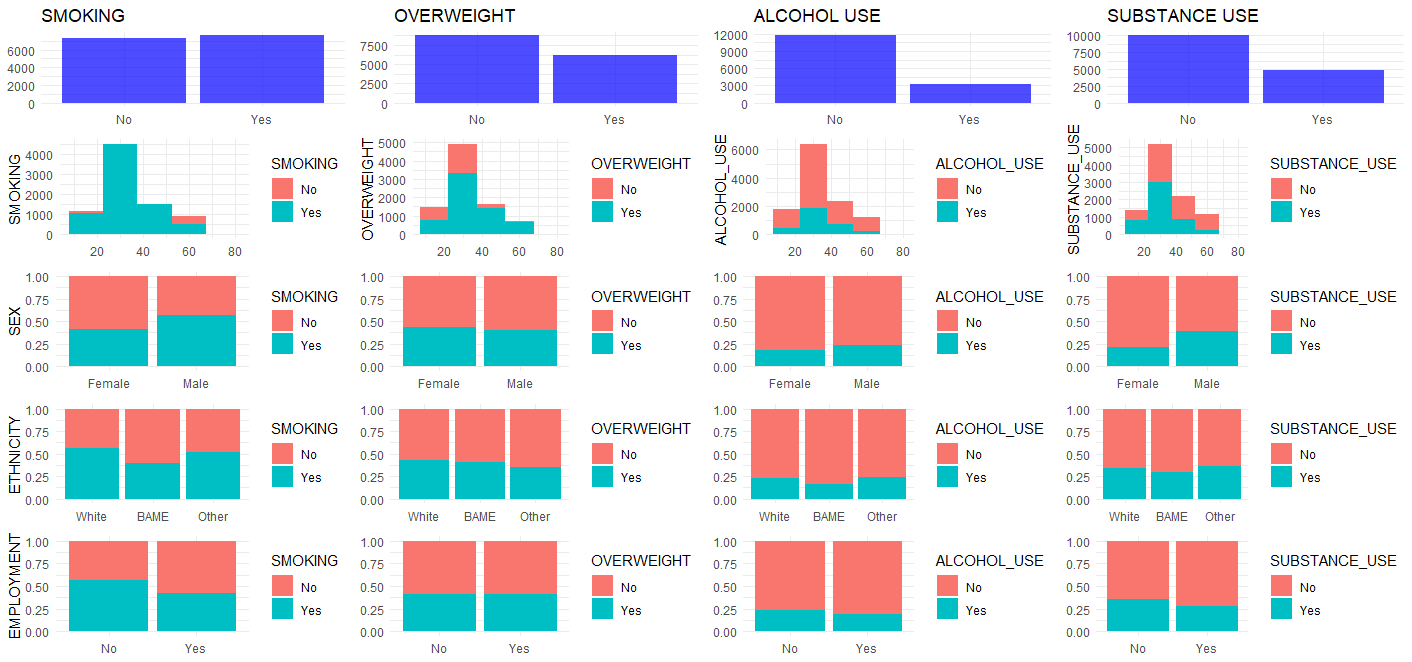 SMOKING
6000
4000
2000
0
No Yes
OVERWEIGHT
7500
5000
2500
0
No Yes
ALCOHOL USE
12000
9000
6000
3000
0
No Yes
SUBSTANCE USE
10000
7500
5000
2500
0
No Yes
SMOKING
4000
3000
2000
1000
0
20 40 60 80
SMOKING
No
Yes
OVERWEIGHT
5000
4000
3000
2000
1000
0
20 40 60 80
OVERWEIGHT
No
Yes
ALCOHOL_USE
6000
4000
2000
0
20 40 60 80
ALCOHOL_USE
No
Yes
SUBSTANCE_USE
5000
4000
3000
2000
1000
0
20 40 60 80
SUBSTANCE_USE
No
Yes
SEX
1.00
0.75
0.50
0.25
0.00
Female Male
SMOKING
No
Yes
1.00
0.75
0.50
0.25
0.00
Female Male
OVERWEIGHT
No
Yes
1.00
0.75
0.50
0.25
0.00
Female Male
ALCOHOL_USE
No
Yes
1.00
0.75
0.50
0.25
0.00
Female Male
SUBSTANCE_USE
No
Yes
ETHNICITY
1.00
0.75
0.50
0.25
0.00
White BAME Other
SMOKING
No
Yes
1.00
0.75
0.50
0.25
0.00
White BAME Other
OVERWEIGHT
No
Yes
1.00
0.75
0.50
0.25
0.00
White BAME Other
ALCOHOL_USE
No
Yes
1.00
0.75
0.50
0.25
0.00
White BAME Other
SUBSTANCE_USE
No
Yes
EMPLOYMENT
1.00
0.75
0.50
0.25
0.00
No Yes
SMOKING
No
Yes
1.00
0.75
0.50
0.25
0.00
No Yes
OVERWEIGHT
No
Yes
1.00
0.75
0.50
0.25
0.00
No Yes
ALCOHOL_USE
No
Yes
1.00
0.75
0.50
0.25
0.00
No Yes
SUBSTANCE_USE
No
Yes